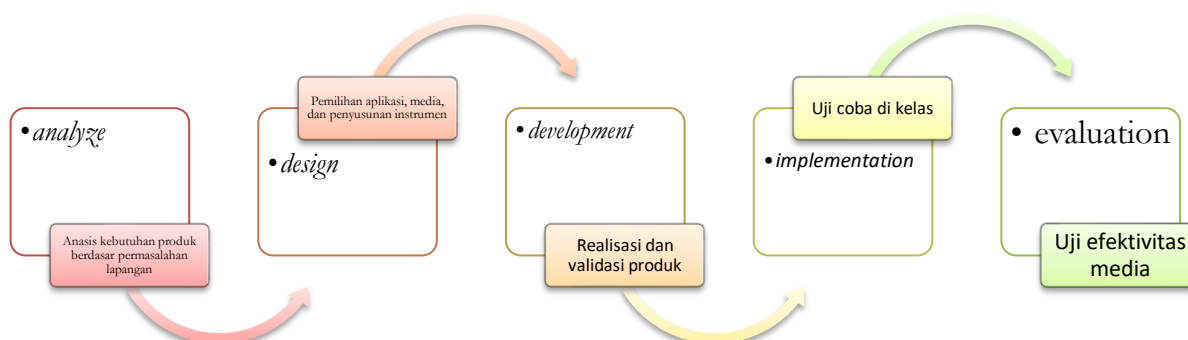 • analyze
Anasis kebutuhan produk
berdasar permasalahan
lapangan
Pemilihan aplikasi, media,
dan penyusunan instrumen
• design
• development
Realisasi dan
validasi produk
Uji coba di kelas
• implementation
• evaluation
Uji efektivitas
media